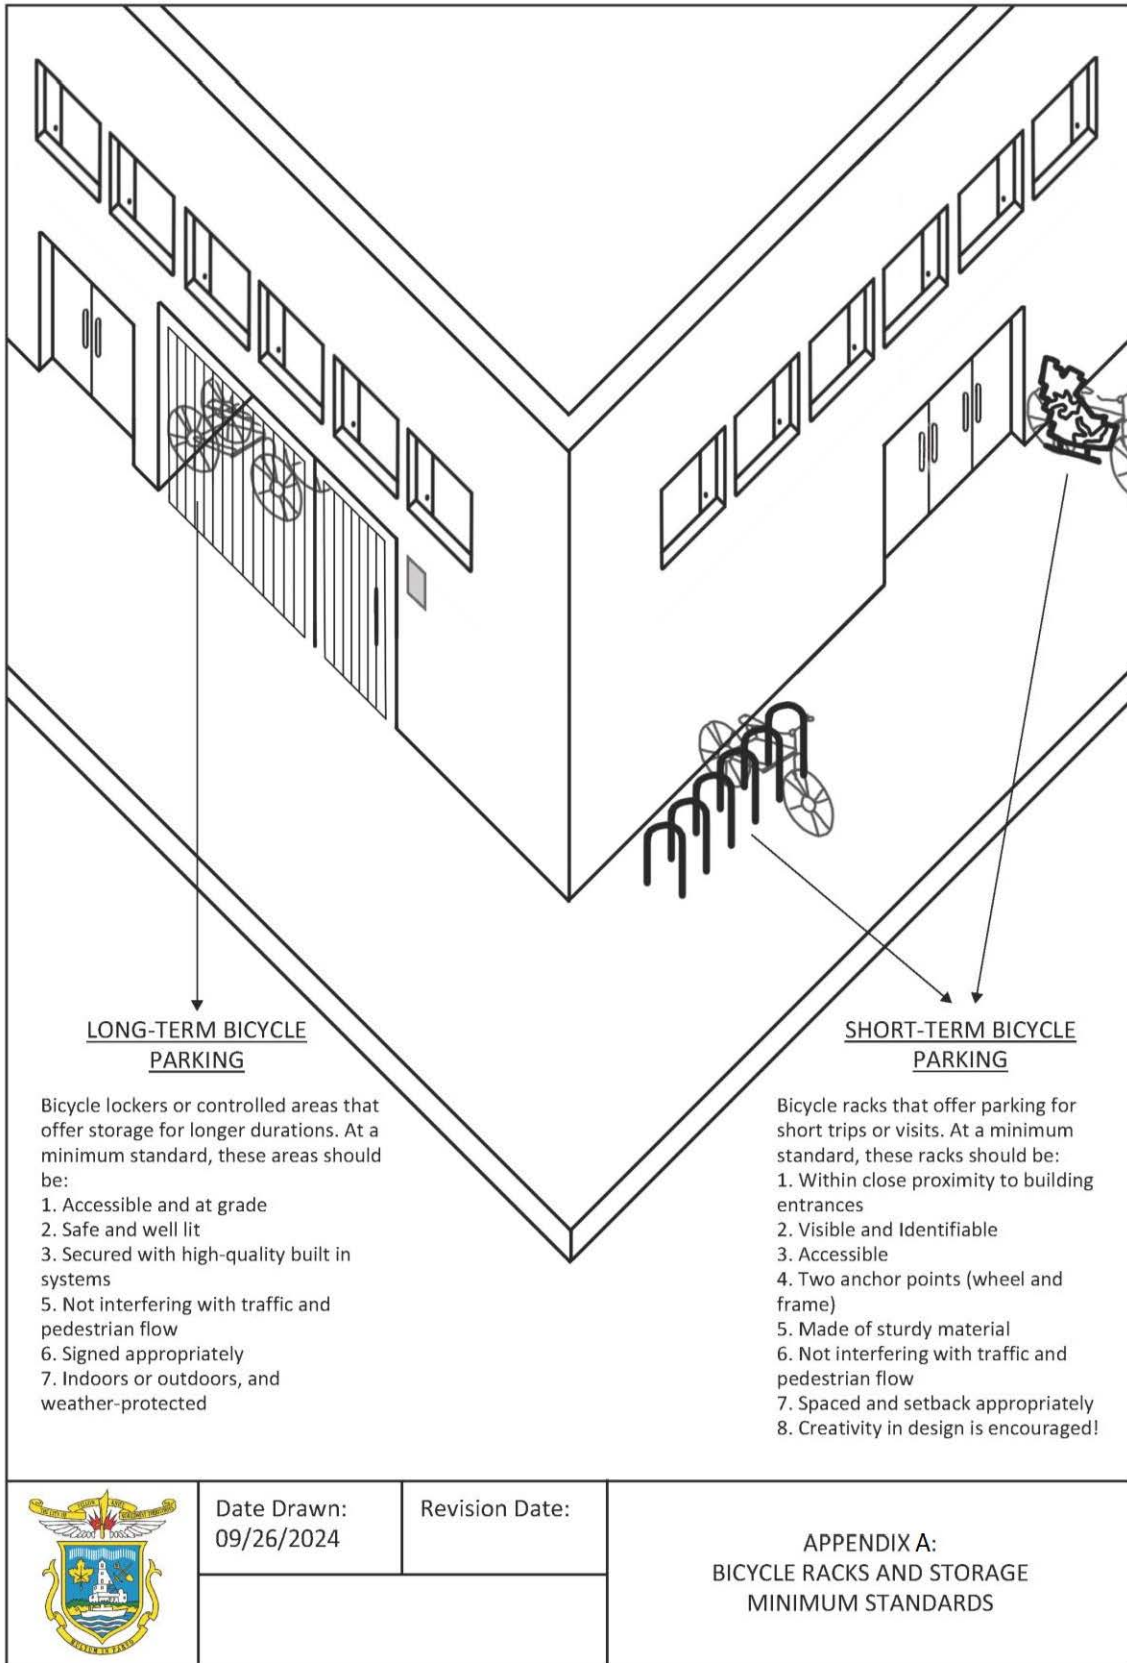 LONG-TERM BICYCLE
PARKING
Bicycle lockers or controlled areas that
offer storage for longer durations. At a
minimum standard, these areas should
be:
1. Accessible and at grade
2. Safe and well lit
3. Secured with high-quality built in
systems
5. Not interfering with traffic and
pedestrian flow
6. Signed appropriately
7. Indoors or outdoors, and
weather-protected
SHORT-TERM BICYCLE
PARKING
Bicycle racks that offer parking for
short trips or visits. At a minimum
standard, these racks should be:
1. Within close proximity to building
entrances
2. Visible and Identifiable
3. Accessible
4. Two anchor points (wheel and
frame)
5. Made of sturdy material
6. Not interfering with traffic and
pedestrian flow
7. Spaced and setback appropriately
8. Creativity in design is encouraged!
MULTUM IN PARVO
Date Drawn:
09/26/2024
Revision Date:
APPENDIX A:
BICYCLE RACKS AND STORAGE
MINIMUM STANDARDS